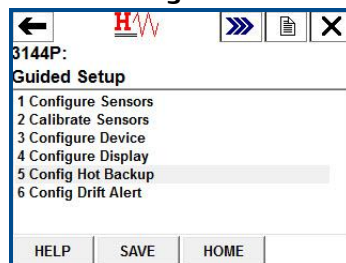 H
3144P:
Guided Setup
1 Configure Sensors
2 Calibrate Sensors
3 Configure Device
4 Configure Display
5 Config Hot Backup
6 Config Drift Alert
HELP SAVE HOME